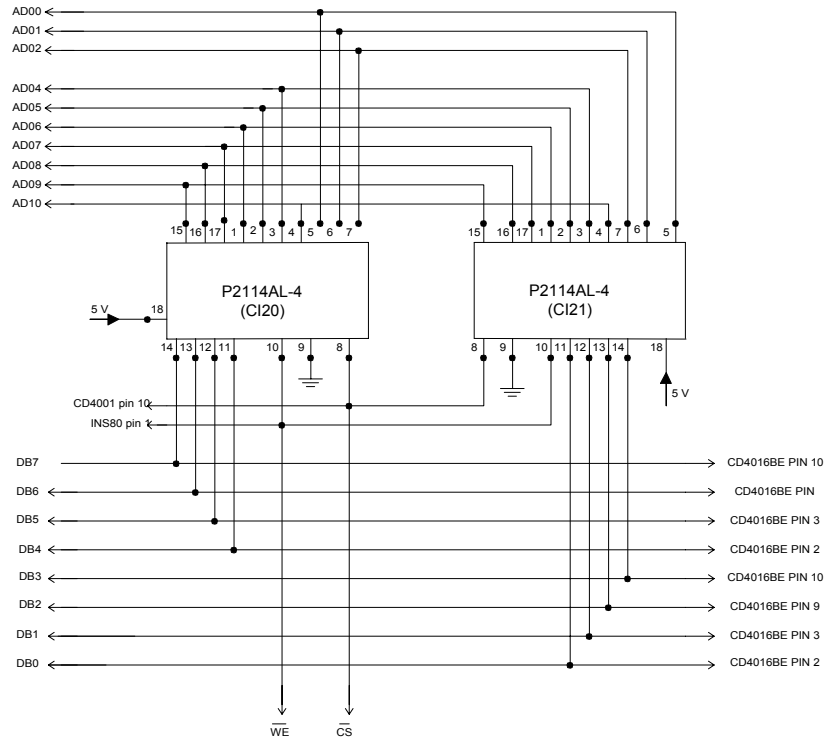 AD00
AD01
AD02
AD04
AD05
AD06
AD07
AD08
AD09
AD10
15 16 17 1 2 3 4 5 6 7
15 16 17 1 2 3 4 7 6 5
P2114AL-4
(CI20)
P2114AL-4
(CI21)
5 V
18
14 13 12 11 10 9 8
8 9 10 11 12 13 14 18
5 V
CD4001 pin 10
INS80 pin 1
DB7
CD4016BE PIN 10
DB6
CD4016BE PIN
DB5
CD4016BE PIN 3
DB4
CD4016BE PIN 2
DB3
CD4016BE PIN 10
DB2
CD4016BE PIN 9
DB1
CD4016BE PIN 3
DB0
CD4016BE PIN 2
WE
CS